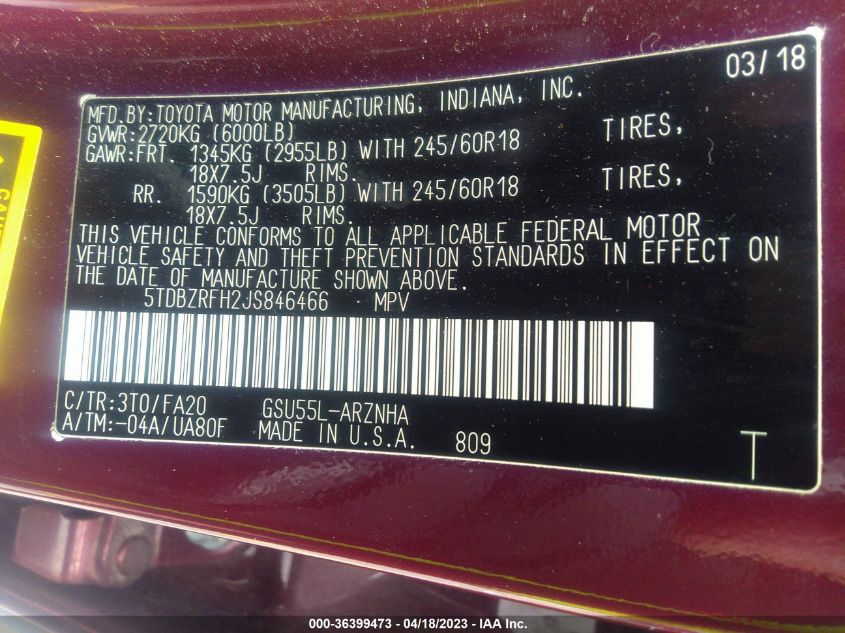 03/18
MFD.BY:TOYOTA MOTOR MANUFACTURING, INDIANA, INC.
GVWR:2720KG (6000LB)
GAWR:FRT. 1345KG (2955LB) WITH 245/60R18 TIRES,
18X7.5J RIMS.
RR. 1590KG (3505LB) WITH 245/60R18 TIRES,
18X7.5J RIMS.
THIS VEHICLE CONFORMS TO ALL APPLICABLE FEDERAL MOTOR
VEHICLE SAFETY AND THEFT PREVENTION STANDARDS IN EFFECT ON
THE DATE OF MANUFACTURE SHOWN ABOVE.
5TDBZRFH2JS846466 MPV
C/TR:3T0/FA20 GSU55L-ARZNHA
A/TM:-04A/UA80F MADE IN U.S.A. 809
T
000-36399473 - 04/18/2023 - IAA Inc.